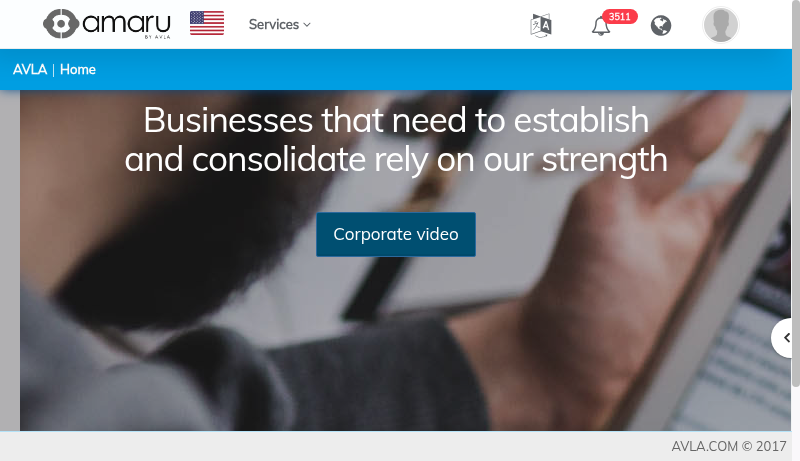 amaru
BY AVLA
Services
3511
AVLA | Home
Businesses that need to establish
and consolidate rely on our strength
Corporate video
AVLA.COM © 2017